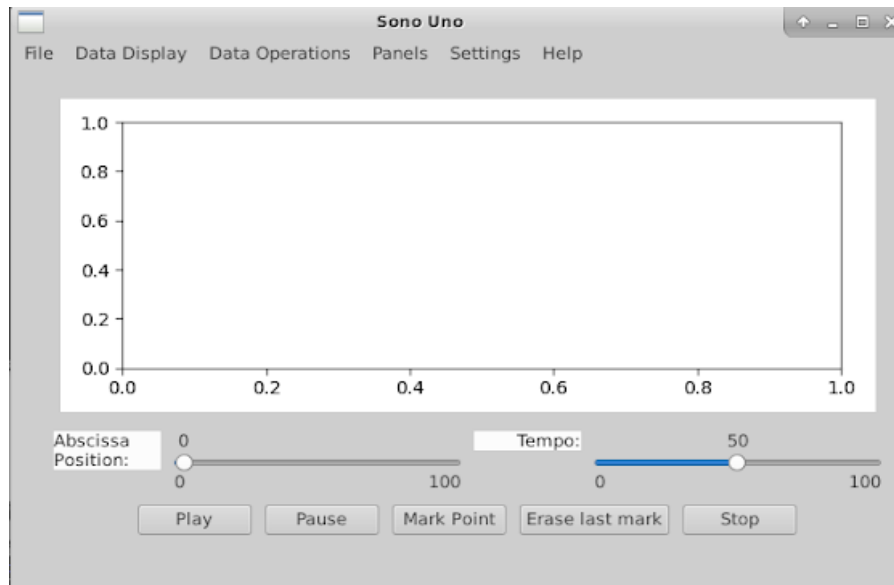 Sono Uno
File Data Display Data Operations Panels Settings Help
1.0
0.8
0.6
0.4
0.2
0.0
0.0 0.2 0.4 0.6 0.8 1.0
Abscissa
Position:
0
0 100
Tempo:
50
0 100
Play Pause Mark Point Erase last mark Stop